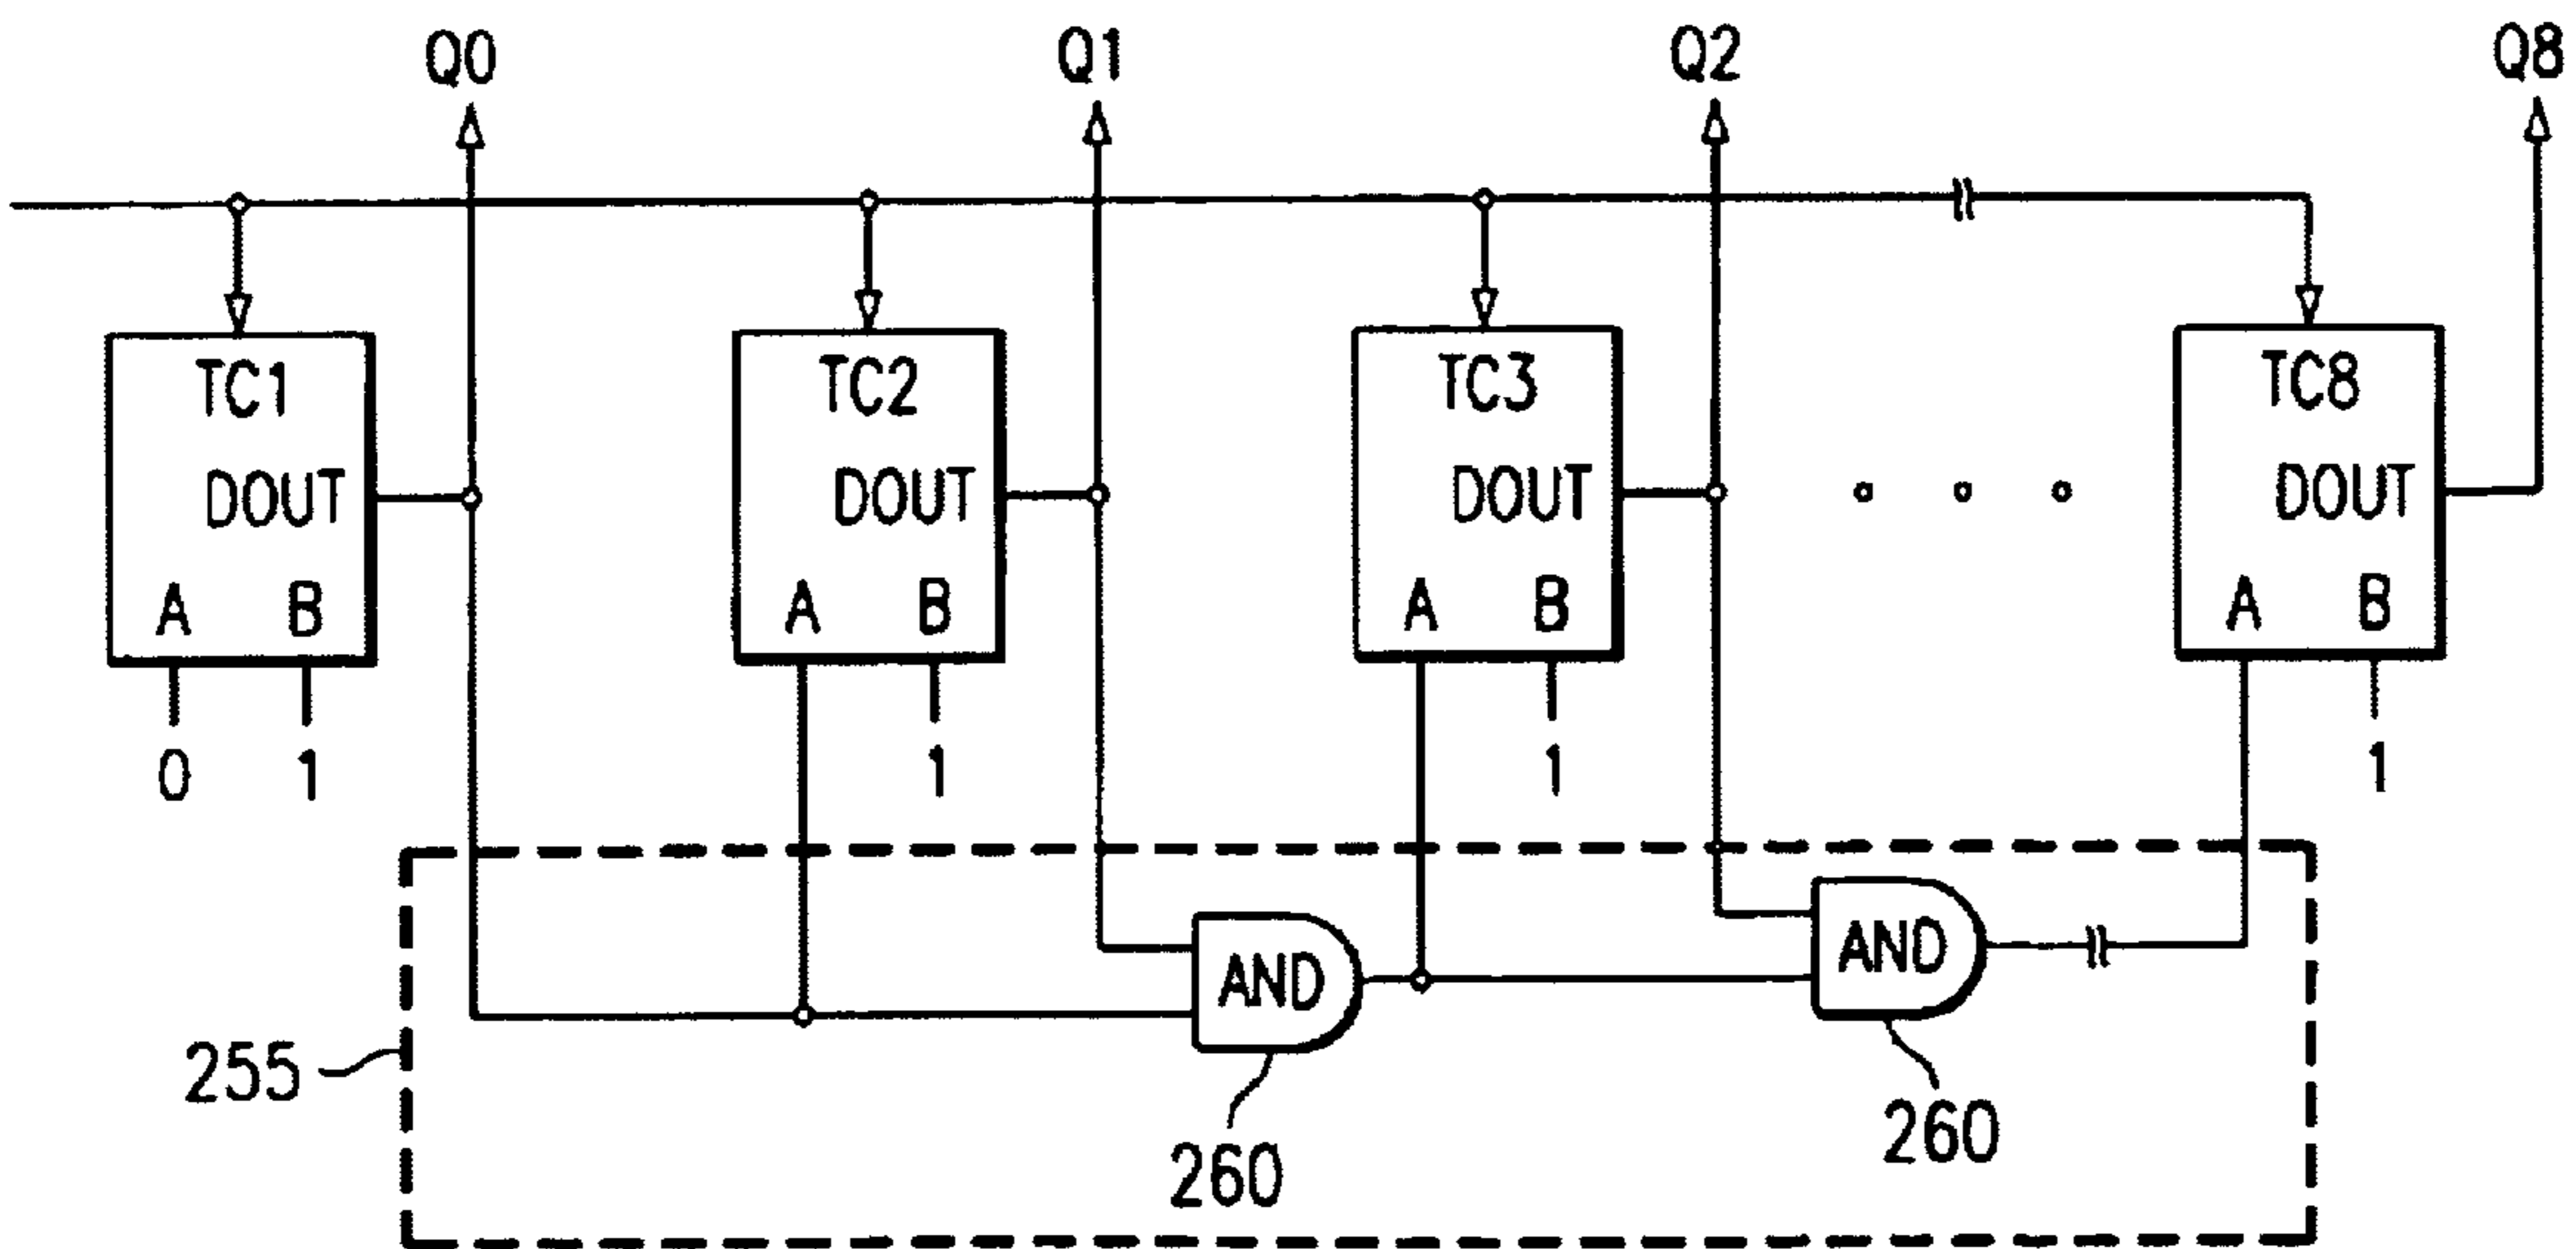 Q0 Q1 Q2 Q8
TC1 TC2 TC3 TC8
DOUT DOUT DOUT DOUT
A B A B A B A B
0 1 1 1 1
AND AND
255
260 260